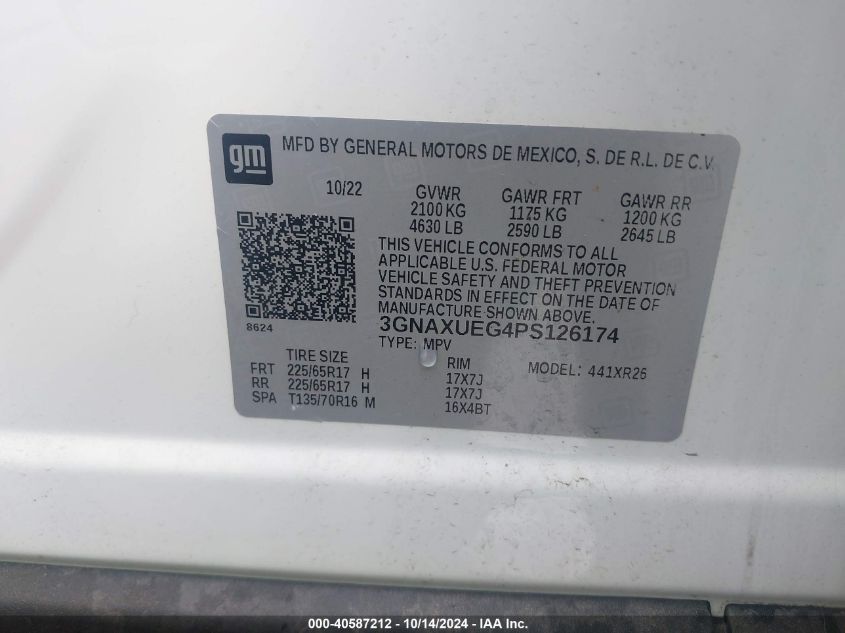 gm
MFD BY GENERAL MOTORS DE MEXICO, S. DE R.L. DE C.V.
10/22
GVWR GAWR FRT GAWR RR
2100 KG 1175 KG 1200 KG
4630 LB 2590 LB 2645 LB
THIS VEHICLE CONFORMS TO ALL
APPLICABLE U.S. FEDERAL MOTOR
VEHICLE SAFETY AND THEFT PREVENTION
STANDARDS IN EFFECT ON THE DATE OF
MANUFACTURE SHOWN ABOVE.
8624
3GNAXUEG4PS126174
TYPE: MPV
TIRE SIZE RIM MODEL: 441XR26
FRT 225/65R17 H 17X7J
RR 225/65R17 H 17X7J
SPA T135/70R16 M 16X4BT
000-40587212 - 10/14/2024 - IAA Inc.